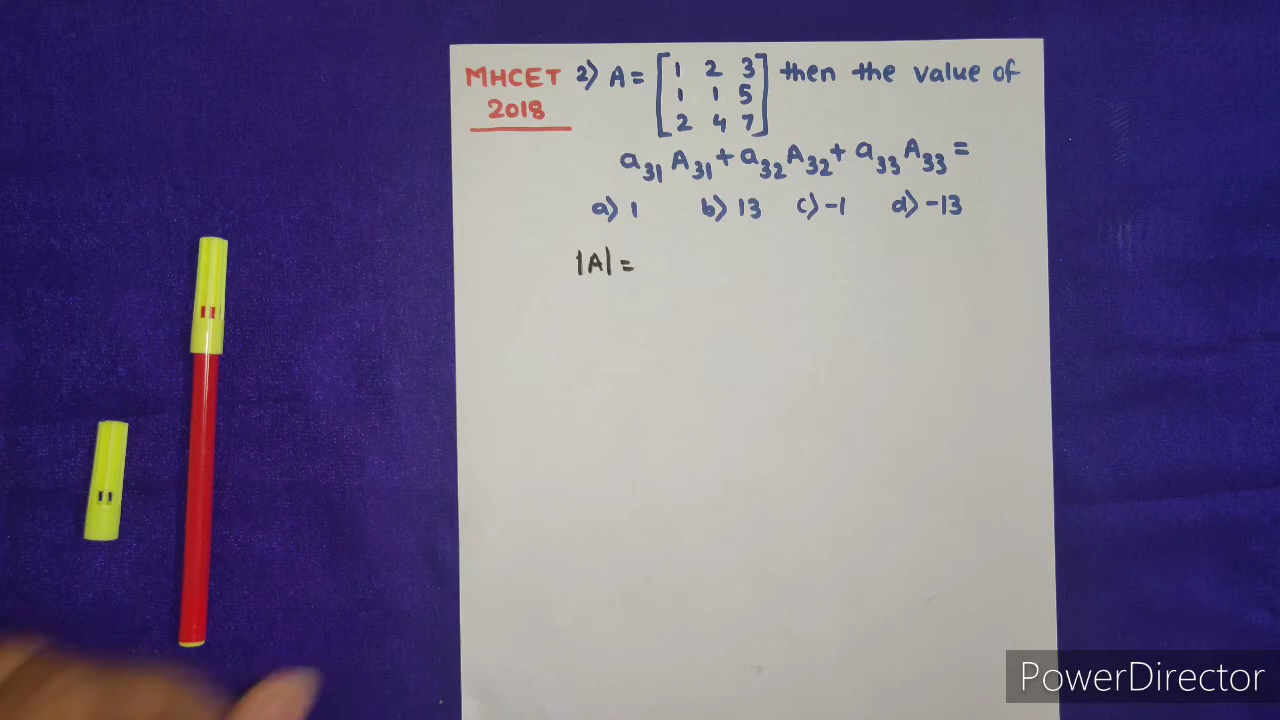 MHCET 2) A = [1 2 3] then the value of
2018 [1 1 5]
[2 4 7]
a31 A31 + a32 A32 + a33 A33 =
a) 1 b) 13 c) -1 d) -13
|A| =
PowerDirector